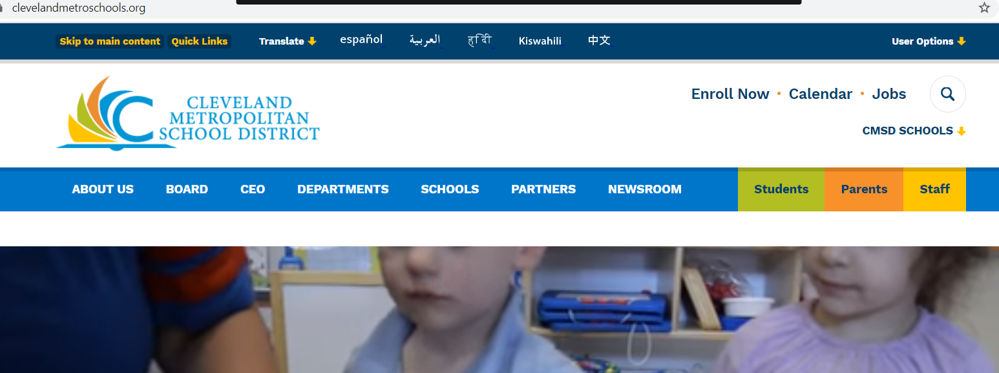 clevelandmetroschools.org
Skip to main content Quick Links Translate español العربية हिंदी Kiswahili 中文 User Options
CLEVELAND
METROPOLITAN
SCHOOL DISTRICT
Enroll Now • Calendar • Jobs
CMSD SCHOOLS
ABOUT US BOARD CEO DEPARTMENTS SCHOOLS PARTNERS NEWSROOM Students Parents Staff